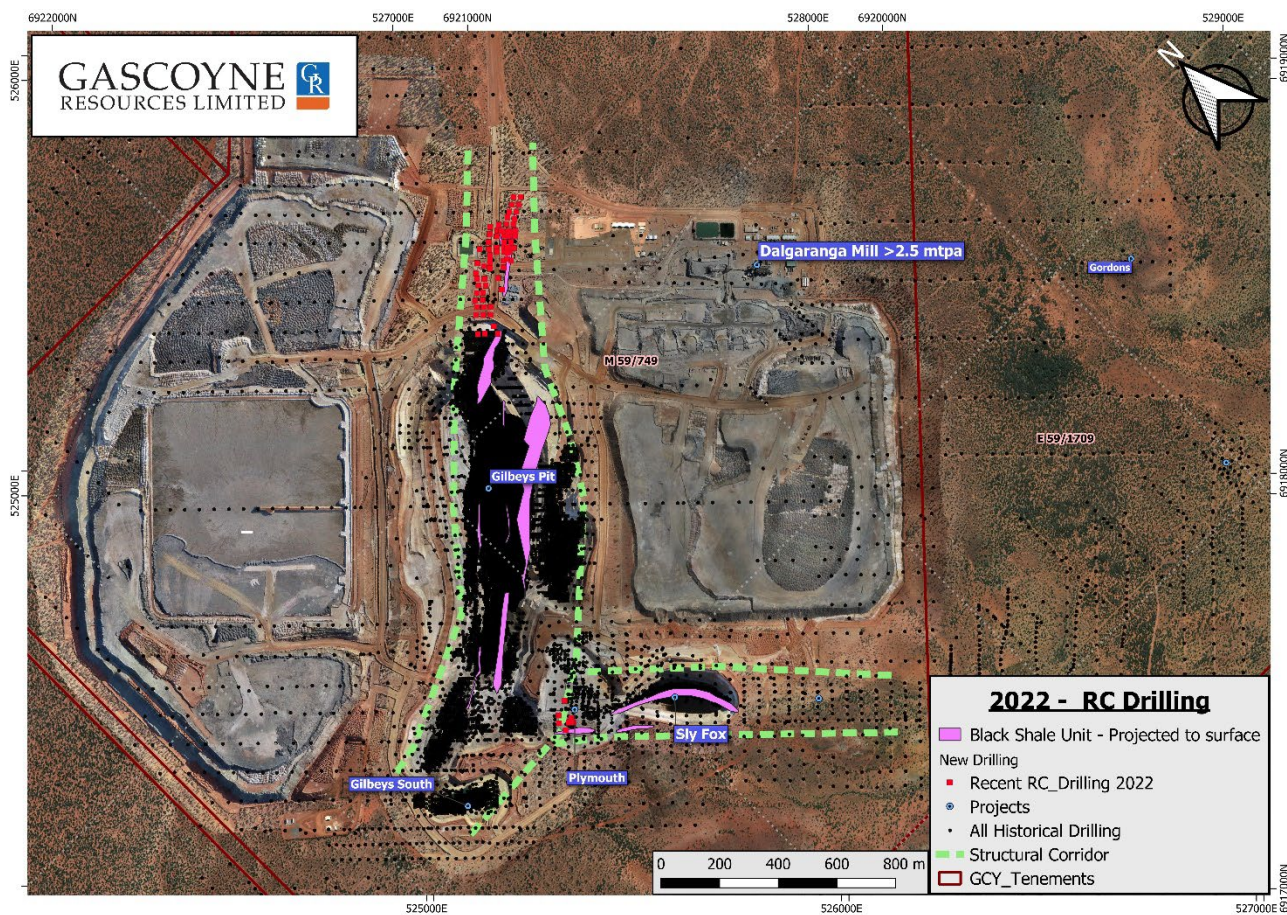 6922000N
527000E
6921000N
528000E
6920000N
529000E
526000E
6919000N
GASCOYNE
RESOURCES LIMITED
GR
N
Dalgaranga Mill >2.5 mtpa
Gordons
M 59/749
E 59/1709
Gilbeys Pit
525000E
6918000N
Sly Fox
Plymouth
Gilbeys South
2022 - RC Drilling
Black Shale Unit - Projected to surface
New Drilling
Recent RC_Drilling 2022
Projects
All Historical Drilling
Structural Corridor
GCY_Tenements
0 200 400 600 800 m
6917000N
525000E
526000E
527000E